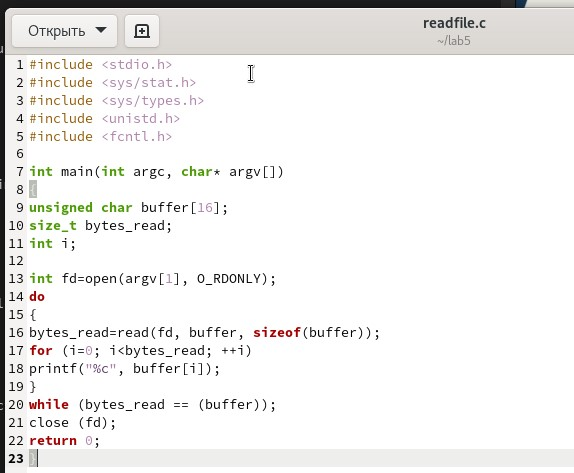 Открыть
readfile.c
~/lab5
1 #include <stdio.h>
2 #include <sys/stat.h>
3 #include <sys/types.h>
4 #include <unistd.h>
5 #include <fcntl.h>
6
7 int main(int argc, char* argv[])
8 {
9 unsigned char buffer[16];
10 size_t bytes_read;
11 int i;
12
13 int fd=open(argv[1], O_RDONLY);
14 do
15 {
16 bytes_read=read(fd, buffer, sizeof(buffer));
17 for (i=0; i<bytes_read; ++i)
18 printf("%c", buffer[i]);
19 }
20 while (bytes_read == (buffer));
21 close (fd);
22 return 0;
23 }